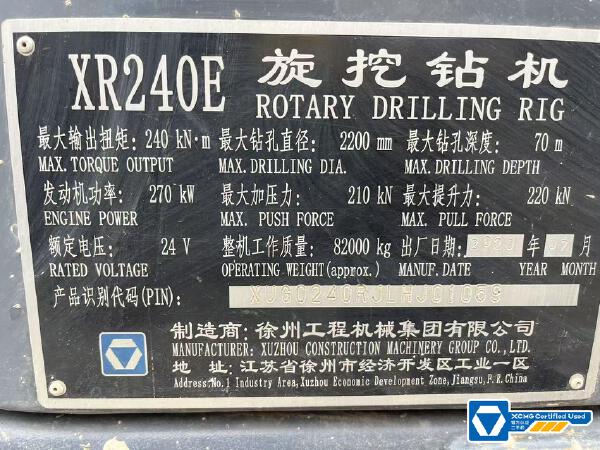 XR240E 旋挖钻机
ROTARY DRILLING RIG
最大输出扭矩: 240 kN·m 最大钻孔直径: 2200 mm 最大钻孔深度: 70 m
MAX. TORQUE OUTPUT MAX. DRILLING DIA. MAX. DRILLING DEPTH
发动机功率: 270 kW 最大加压力: 210 kN 最大提升力: 220 kN
ENGINE POWER MAX. PUSH FORCE MAX. PULL FORCE
额定电压: 24 V 整机工作质量: 82000 kg 出厂日期: 年 月
RATED VOLTAGE OPERATING WEIGHT(approx.) MANUF. DATE YEAR MONTH
产品识别代码(PIN):
制造商: 徐州工程机械集团有限公司
MANUFACTURER: XUZHOU CONSTRUCTION MACHINERY GROUP CO., LTD.
地 址: 江苏省徐州市经济开发区工业一区
Address:No.1 Industry Area,Xuzhou Economic Development Zone,Jiangsu,P.R.China
XCMG Certified Used